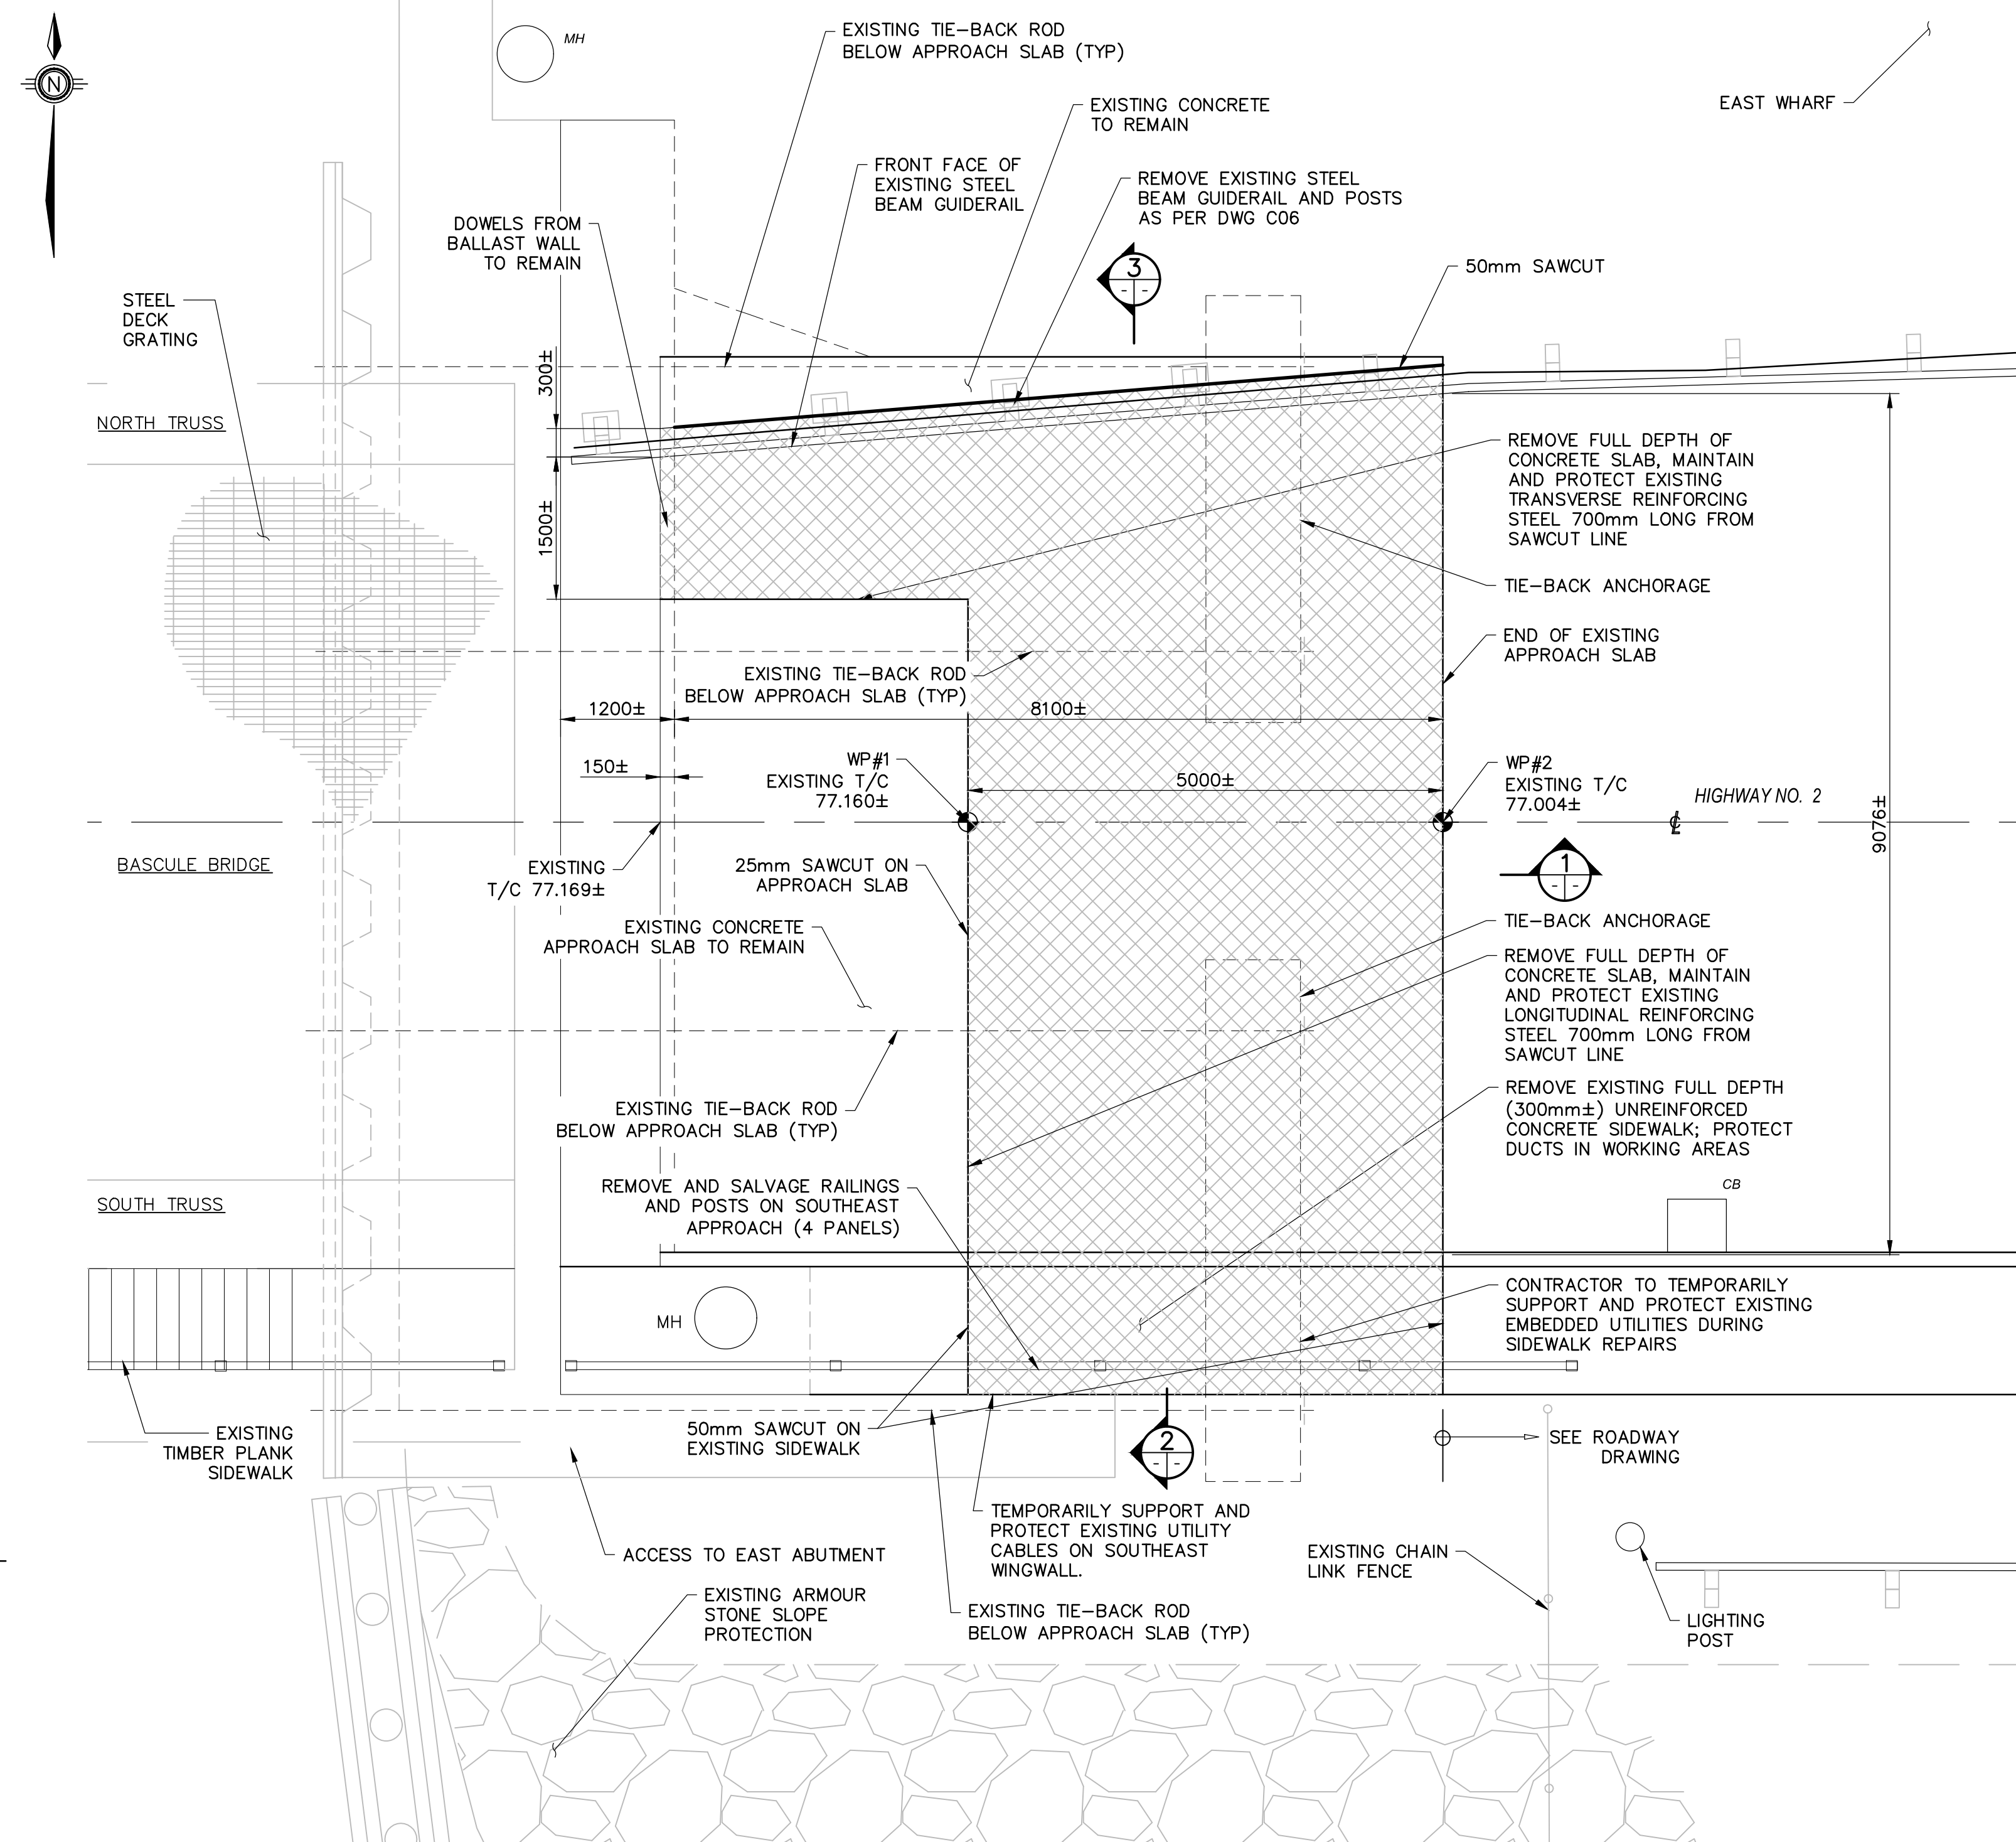 N
MH
EXISTING TIE-BACK ROD
BELOW APPROACH SLAB (TYP)
EXISTING CONCRETE
TO REMAIN
EAST WHARF
FRONT FACE OF
EXISTING STEEL
BEAM GUIDERAIL
REMOVE EXISTING STEEL
BEAM GUIDERAIL AND POSTS
AS PER DWG C06
DOWELS FROM
BALLAST WALL
TO REMAIN
3
- -
50mm SAWCUT
STEEL
DECK
GRATING
300±
NORTH TRUSS
1500±
REMOVE FULL DEPTH OF
CONCRETE SLAB, MAINTAIN
AND PROTECT EXISTING
TRANSVERSE REINFORCING
STEEL 700mm LONG FROM
SAWCUT LINE
TIE-BACK ANCHORAGE
END OF EXISTING
APPROACH SLAB
EXISTING TIE-BACK ROD
BELOW APPROACH SLAB (TYP)
1200±
8100±
150±
WP#1
EXISTING T/C
77.160±
5000±
WP#2
EXISTING T/C
77.004±
HIGHWAY NO. 2
9076±
BASCULE BRIDGE
EXISTING
T/C 77.169±
25mm SAWCUT ON
APPROACH SLAB
1
- -
EXISTING CONCRETE
APPROACH SLAB TO REMAIN
TIE-BACK ANCHORAGE
REMOVE FULL DEPTH OF
CONCRETE SLAB, MAINTAIN
AND PROTECT EXISTING
LONGITUDINAL REINFORCING
STEEL 700mm LONG FROM
SAWCUT LINE
EXISTING TIE-BACK ROD
BELOW APPROACH SLAB (TYP)
REMOVE EXISTING FULL DEPTH
(300mm±) UNREINFORCED
CONCRETE SIDEWALK; PROTECT
DUCTS IN WORKING AREAS
SOUTH TRUSS
REMOVE AND SALVAGE RAILINGS
AND POSTS ON SOUTHEAST
APPROACH (4 PANELS)
CB
MH
CONTRACTOR TO TEMPORARILY
SUPPORT AND PROTECT EXISTING
EMBEDDED UTILITIES DURING
SIDEWALK REPAIRS
EXISTING
TIMBER PLANK
SIDEWALK
50mm SAWCUT ON
EXISTING SIDEWALK
2
- -
SEE ROADWAY
DRAWING
ACCESS TO EAST ABUTMENT
TEMPORARILY SUPPORT AND
PROTECT EXISTING UTILITY
CABLES ON SOUTHEAST
WINGWALL.
EXISTING CHAIN
LINK FENCE
EXISTING ARMOUR
STONE SLOPE
PROTECTION
EXISTING TIE-BACK ROD
BELOW APPROACH SLAB (TYP)
LIGHTING
POST